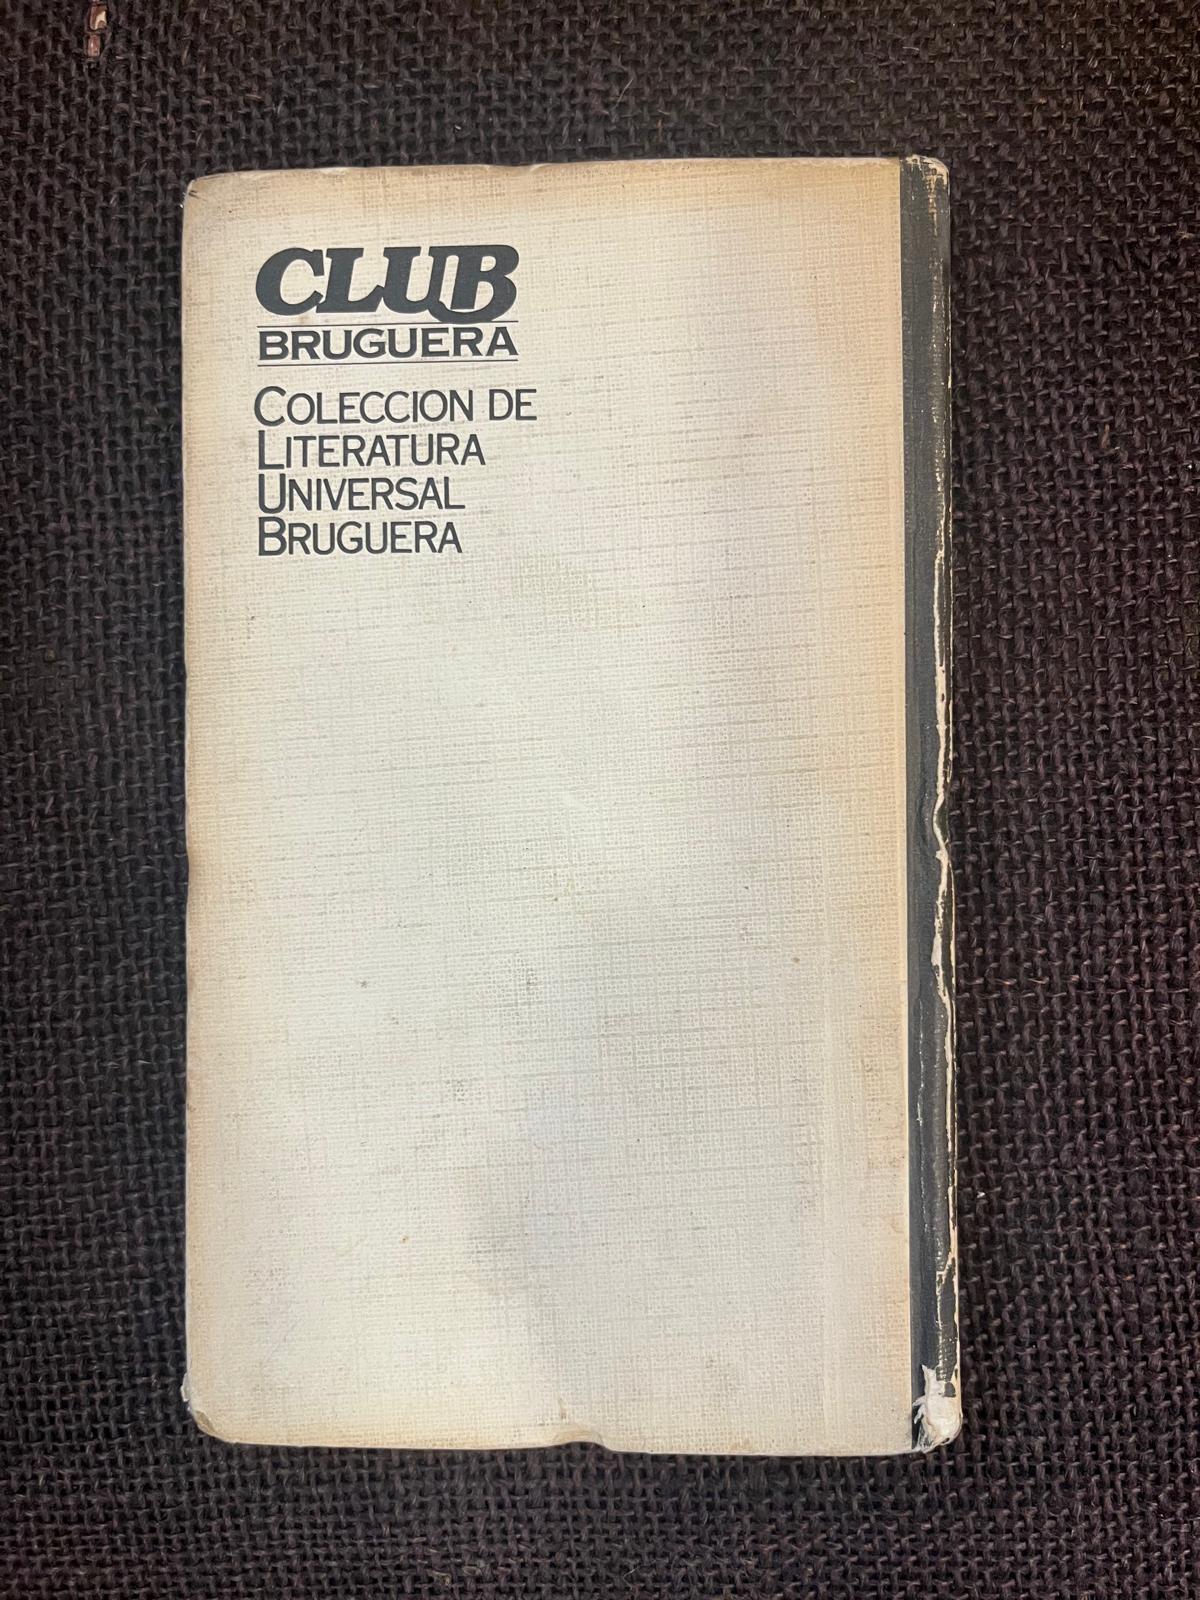 CLUB
BRUGUERA
COLECCION DE
LITERATURA
UNIVERSAL
BRUGUERA